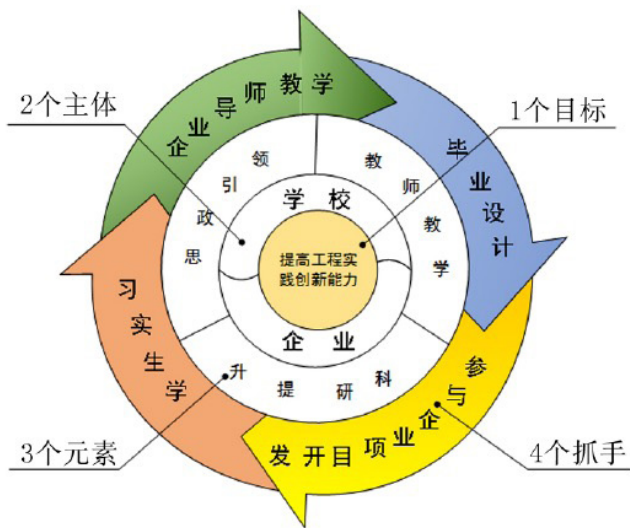 企业导师教学
2个主体
1个目标
毕业设计
思政引领
教师教学
学校
提高工程实
践创新能力
企业
科研提升
学生实习
参与企业项目开发
3个元素
4个抓手